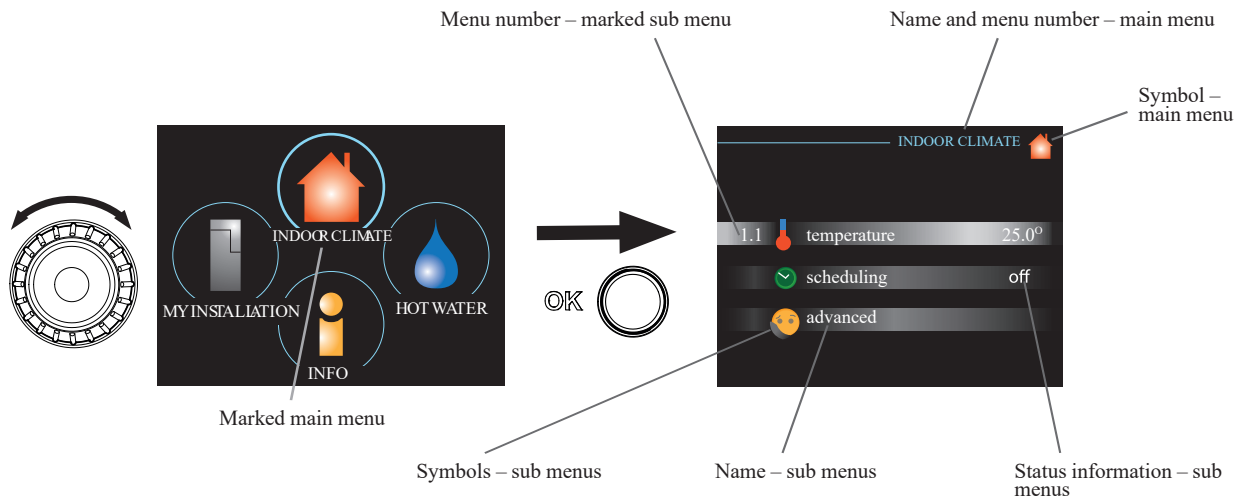 Menu number – marked sub menu
Name and menu number – main menu
Symbol –
main menu
INDOOR CLIMATE
MY INSTALLATION
HOT WATER
INFO
Marked main menu
OK
INDOOR CLIMATE
1.1 temperature 25.0°
scheduling off
advanced
Symbols – sub menus
Name – sub menus
Status information – sub
menus